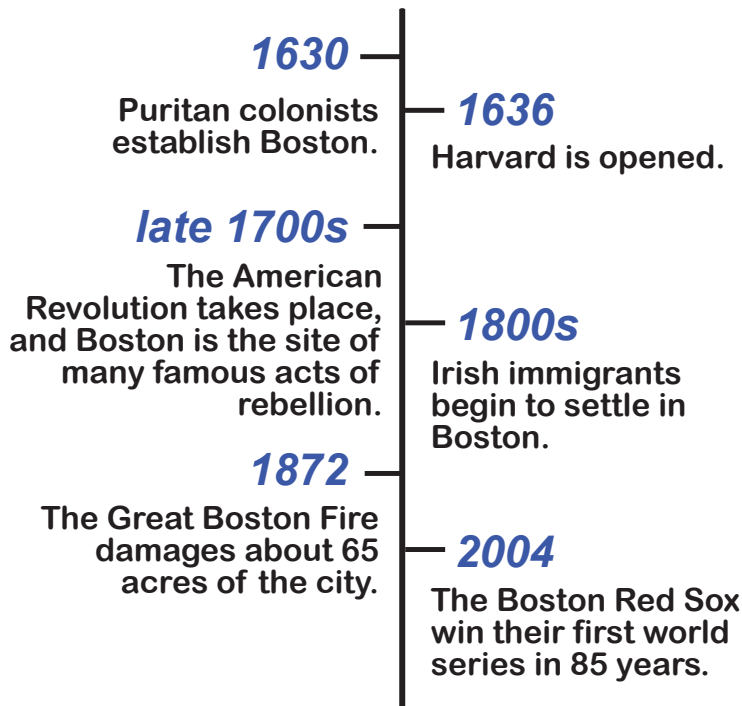 1630
Puritan colonists
establish Boston.
1636
Harvard is opened.
late 1700s
The American
Revolution takes place,
and Boston is the site of
many famous acts of
rebellion.
1800s
Irish immigrants
begin to settle in
Boston.
1872
The Great Boston Fire
damages about 65
acres of the city.
2004
The Boston Red Sox
win their first world
series in 85 years.